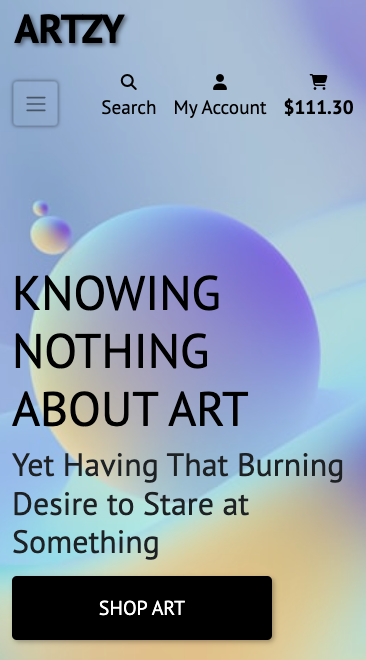 ARTZY
Search My Account $111.30
KNOWING
NOTHING
ABOUT ART
Yet Having That Burning
Desire to Stare at
Something
SHOP ART